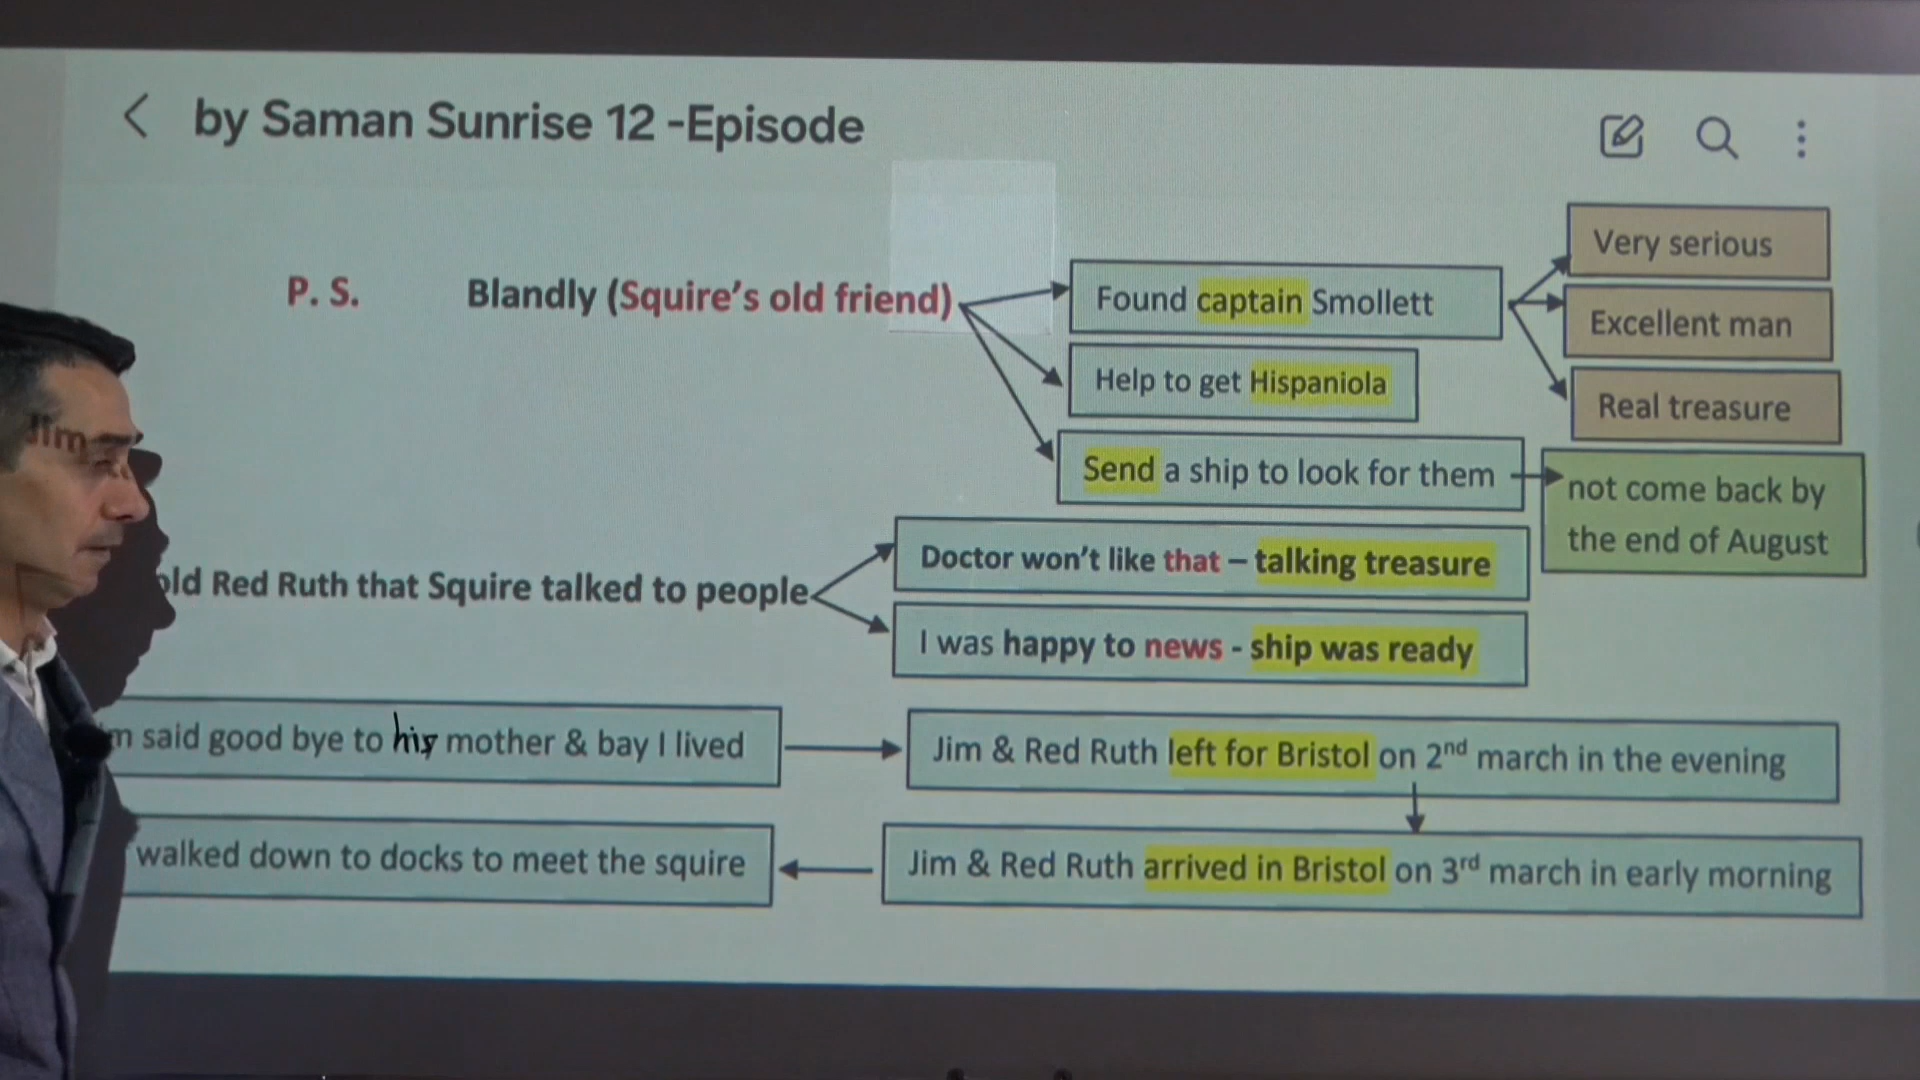 by Saman Sunrise 12 -Episode
Very serious
P. S. Blandly (Squire's old friend) Found captain Smollett
Excellent man
Help to get Hispaniola
Real treasure
Jim
Send a ship to look for them
not come back by
the end of August
Doctor won't like that – talking treasure
old Red Ruth that Squire talked to people
I was happy to news - ship was ready
said good bye to his mother & bay I lived
Jim & Red Ruth left for Bristol on 2nd march in the evening
walked down to docks to meet the squire
Jim & Red Ruth arrived in Bristol on 3rd march in early morning